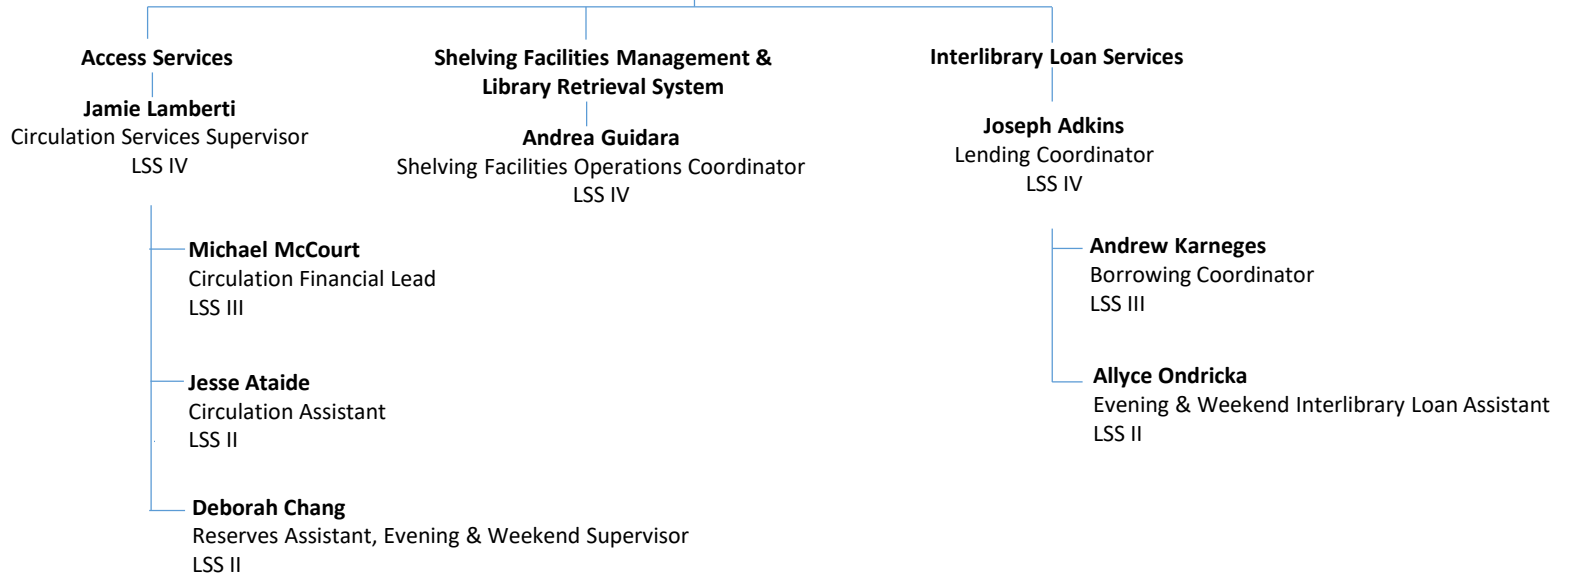 Access Services
Jamie Lamberti
Circulation Services Supervisor
LSS IV
Michael McCourt
Circulation Financial Lead
LSS III
Jesse Ataide
Circulation Assistant
LSS II
Deborah Chang
Reserves Assistant, Evening & Weekend Supervisor
LSS II
Shelving Facilities Management &
Library Retrieval System
Andrea Guidara
Shelving Facilities Operations Coordinator
LSS IV
Interlibrary Loan Services
Joseph Adkins
Lending Coordinator
LSS IV
Andrew Karneges
Borrowing Coordinator
LSS III
Allyce Ondricka
Evening & Weekend Interlibrary Loan Assistant
LSS II